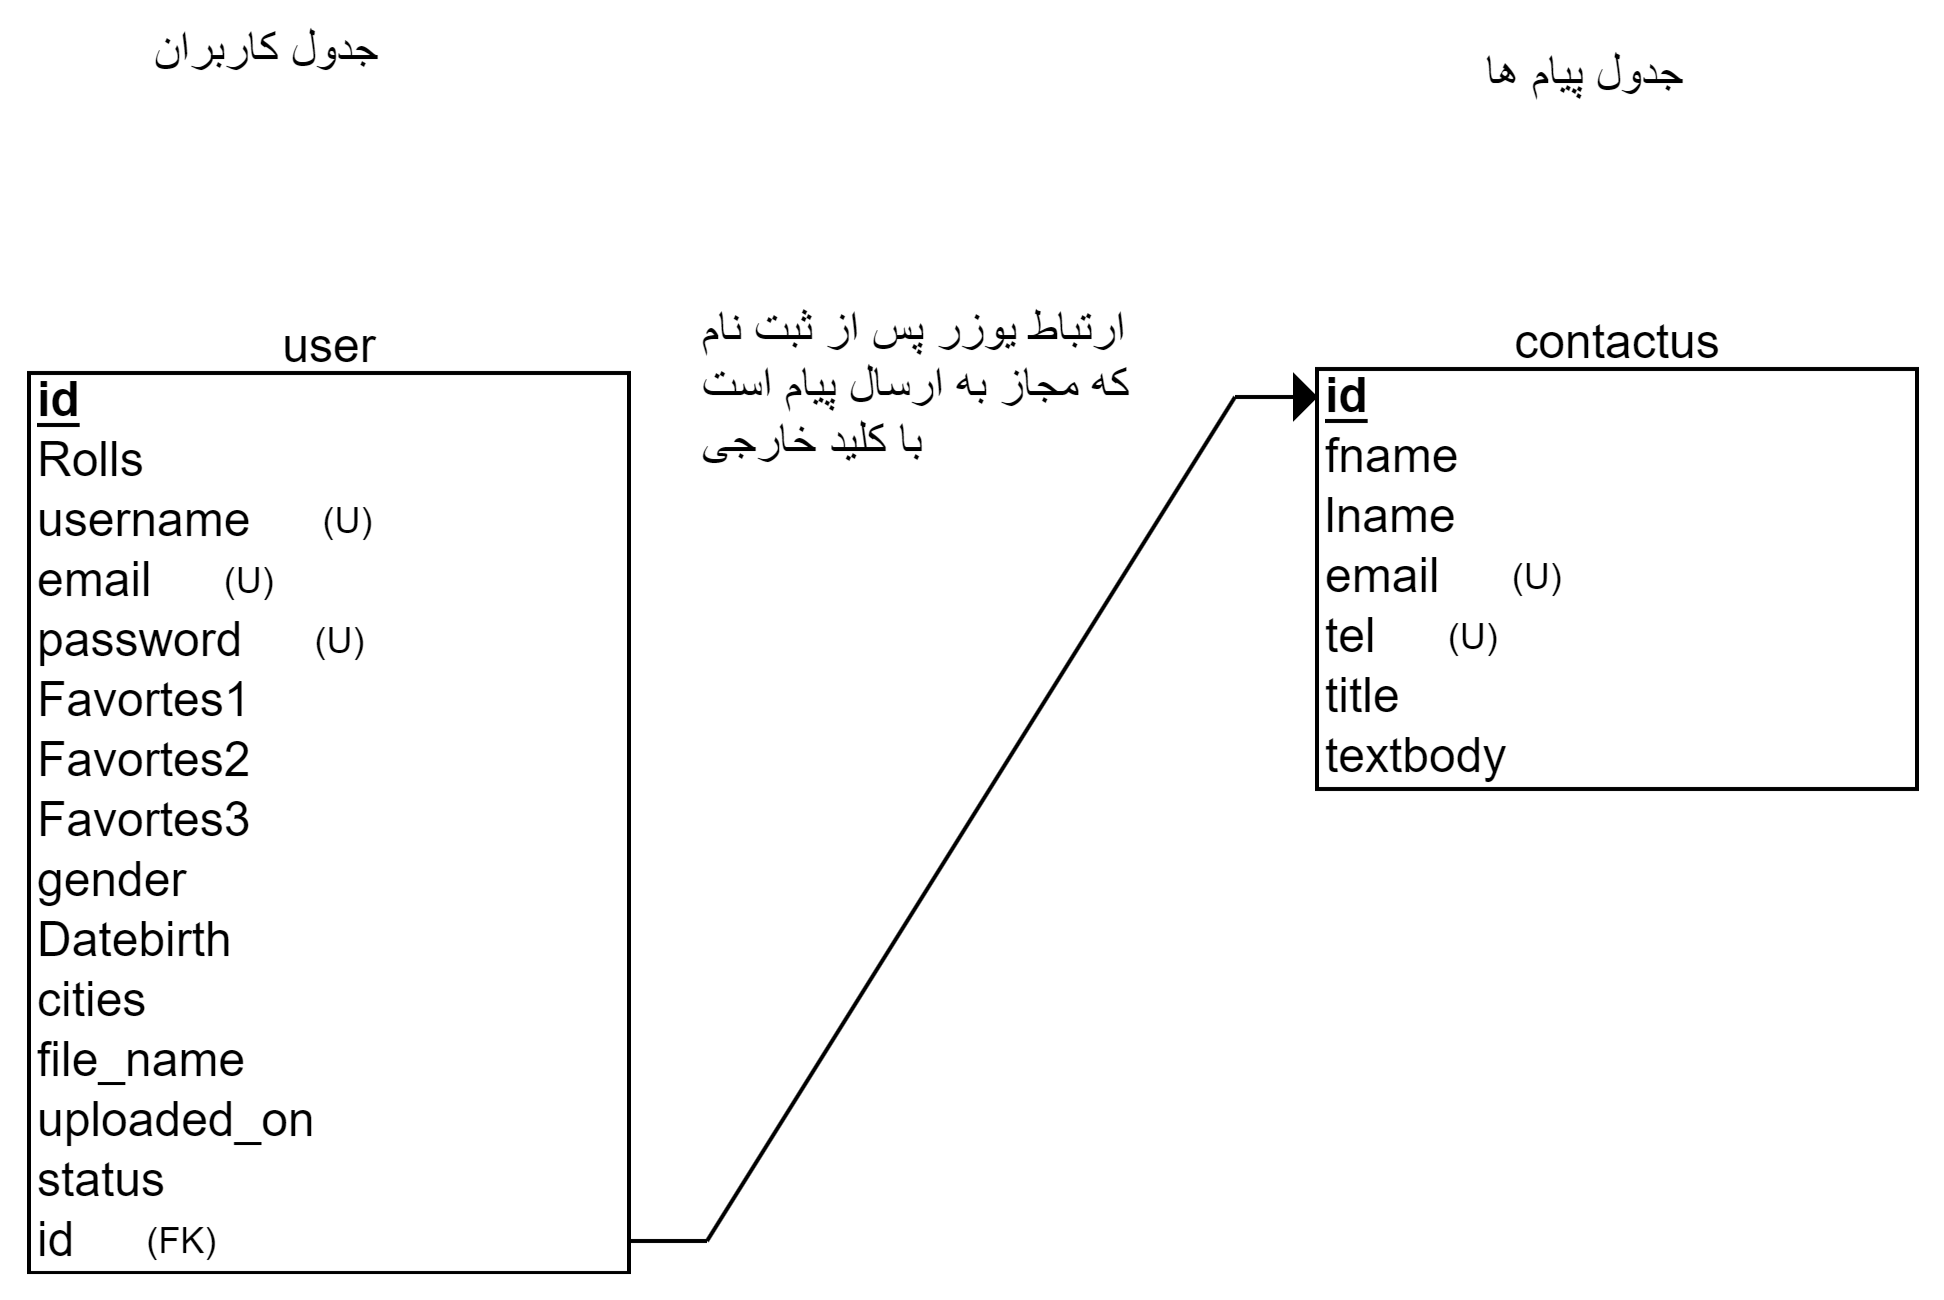 جدول کاربران
جدول پیام ها
ارتباط یوزر پس از ثبت نام
که مجاز به ارسال پیام است
با کلید خارجی
user
id
Rolls
username (U)
email (U)
password (U)
Favortes1
Favortes2
Favortes3
gender
Datebirth
cities
file_name
uploaded_on
status
id (FK)
contactus
id
fname
lname
email (U)
tel (U)
title
textbody